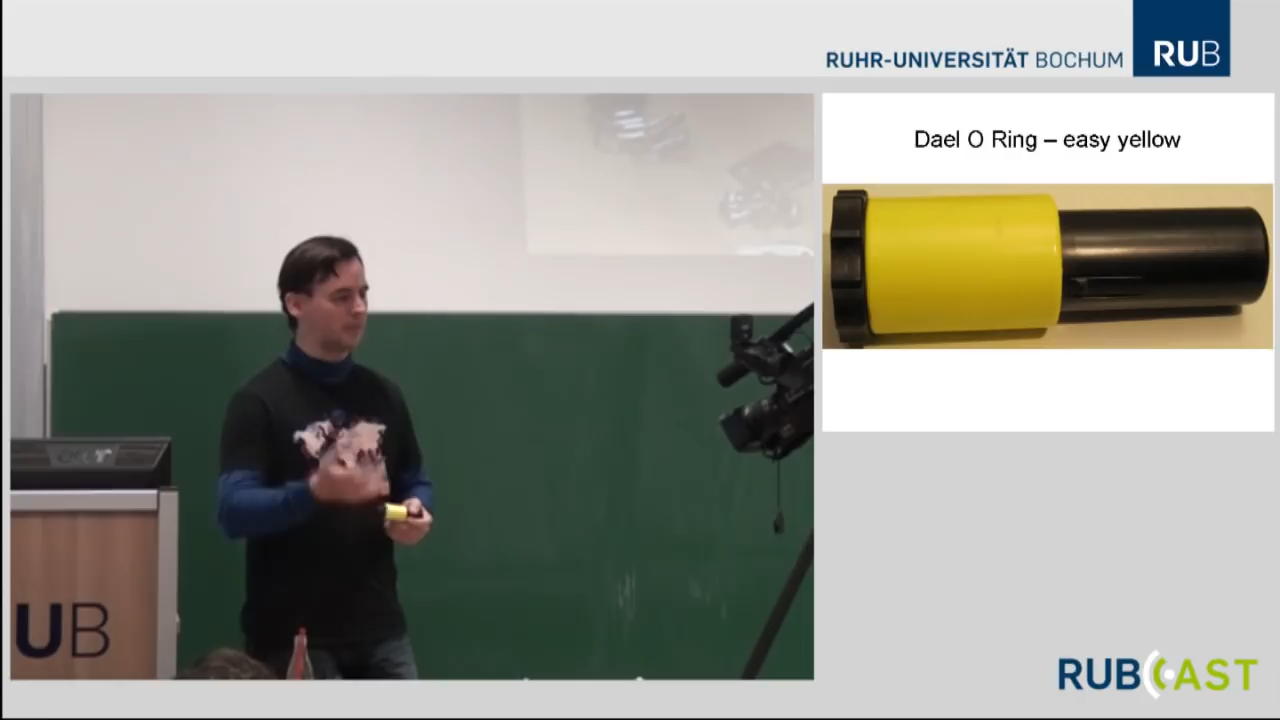 RUHR-UNIVERSITÄT BOCHUM RUB
Dael O Ring – easy yellow
UB
RUBCAST